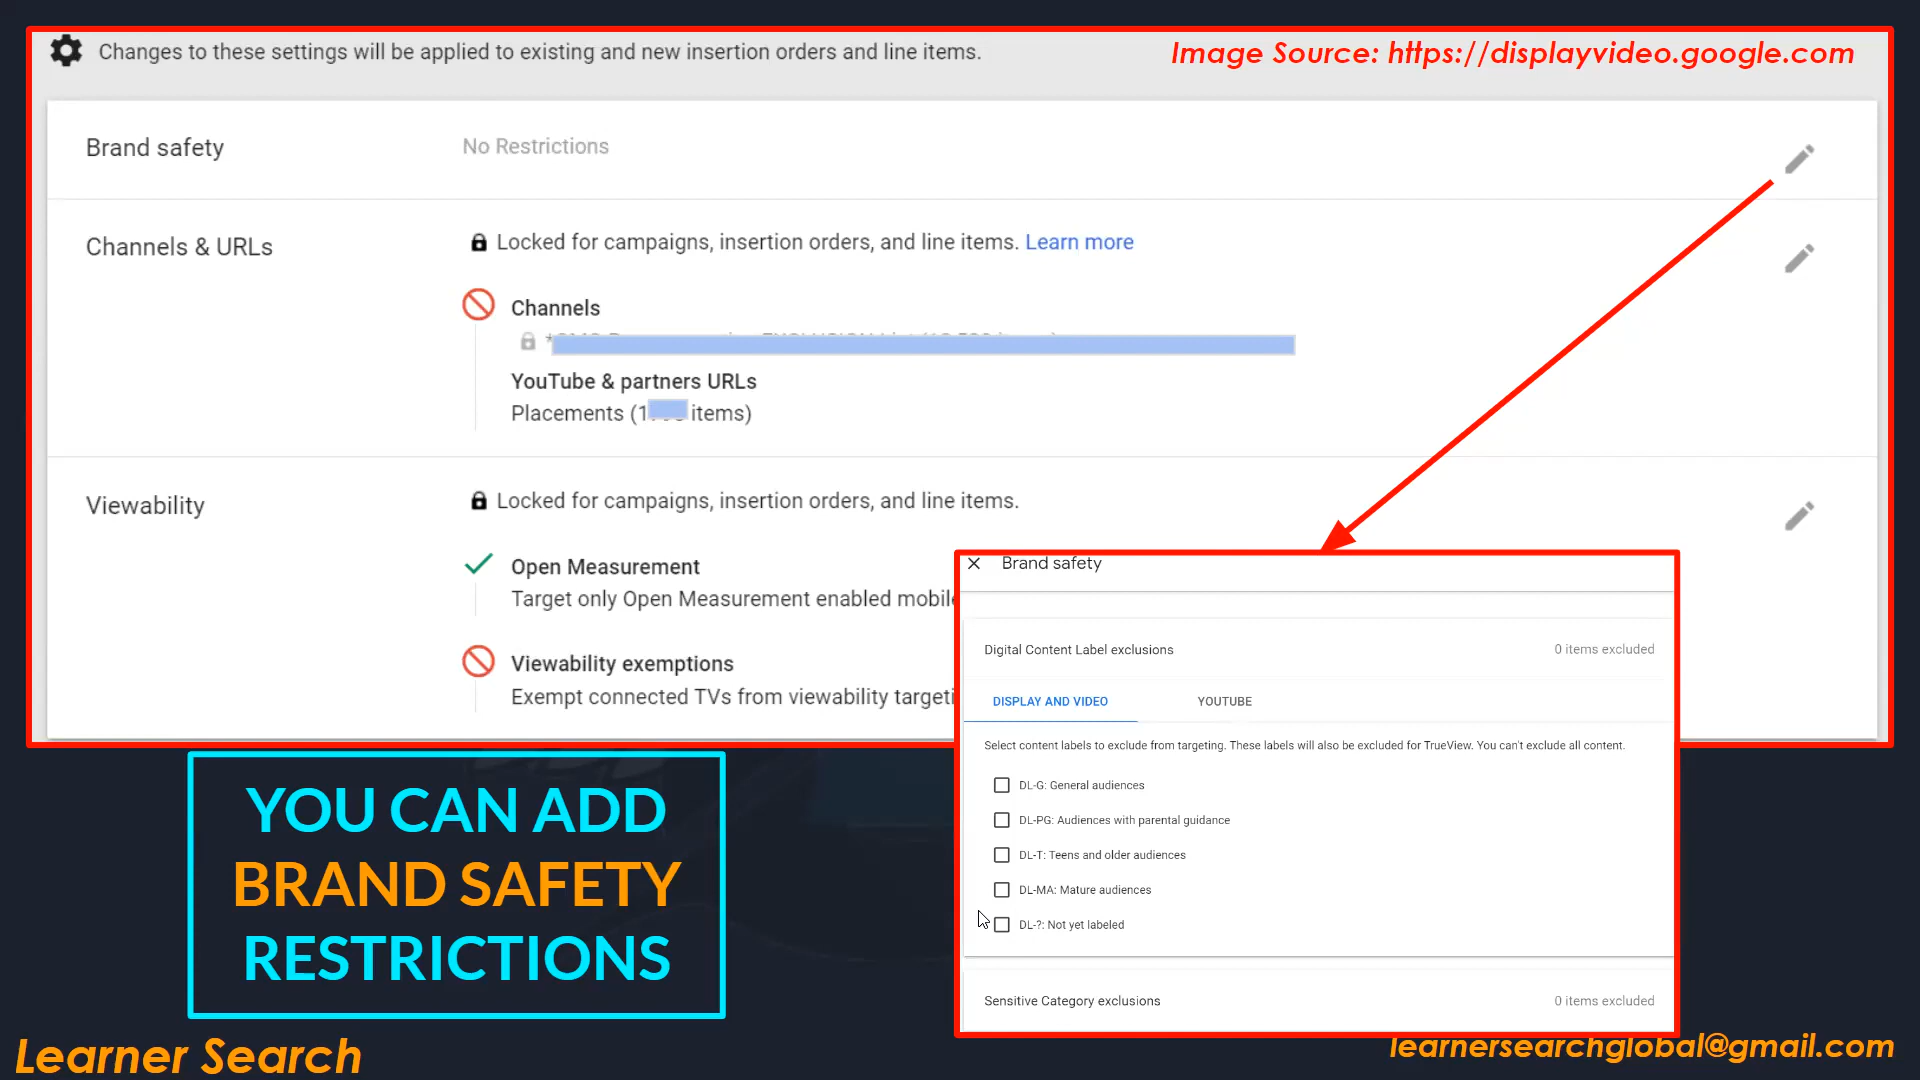 Changes to these settings will be applied to existing and new insertion orders and line items.
Image Source: https://displayvideo.google.com
Brand safety
No Restrictions
Channels & URLs
Locked for campaigns, insertion orders, and line items. Learn more
Channels
YouTube & partners URLs
Placements (1 items)
Viewability
Locked for campaigns, insertion orders, and line items.
Open Measurement
Target only Open Measurement enabled
Viewability exemptions
Exempt connected TVs from viewability
Brand safety
Digital Content Label exclusions
0 items excluded
DISPLAY AND VIDEO
YOUTUBE
Select content labels to exclude from targeting. These labels will also be excluded for TrueView. You can't exclude all content.
DL-G: General audiences
DL-PG: Audiences with parental guidance
DL-T: Teens and older audiences
DL-MA: Mature audiences
DL-?: Not yet labeled
Sensitive Category exclusions
0 items excluded
YOU CAN ADD
BRAND SAFETY
RESTRICTIONS
Learner Search
learnersearchglobal@gmail.com